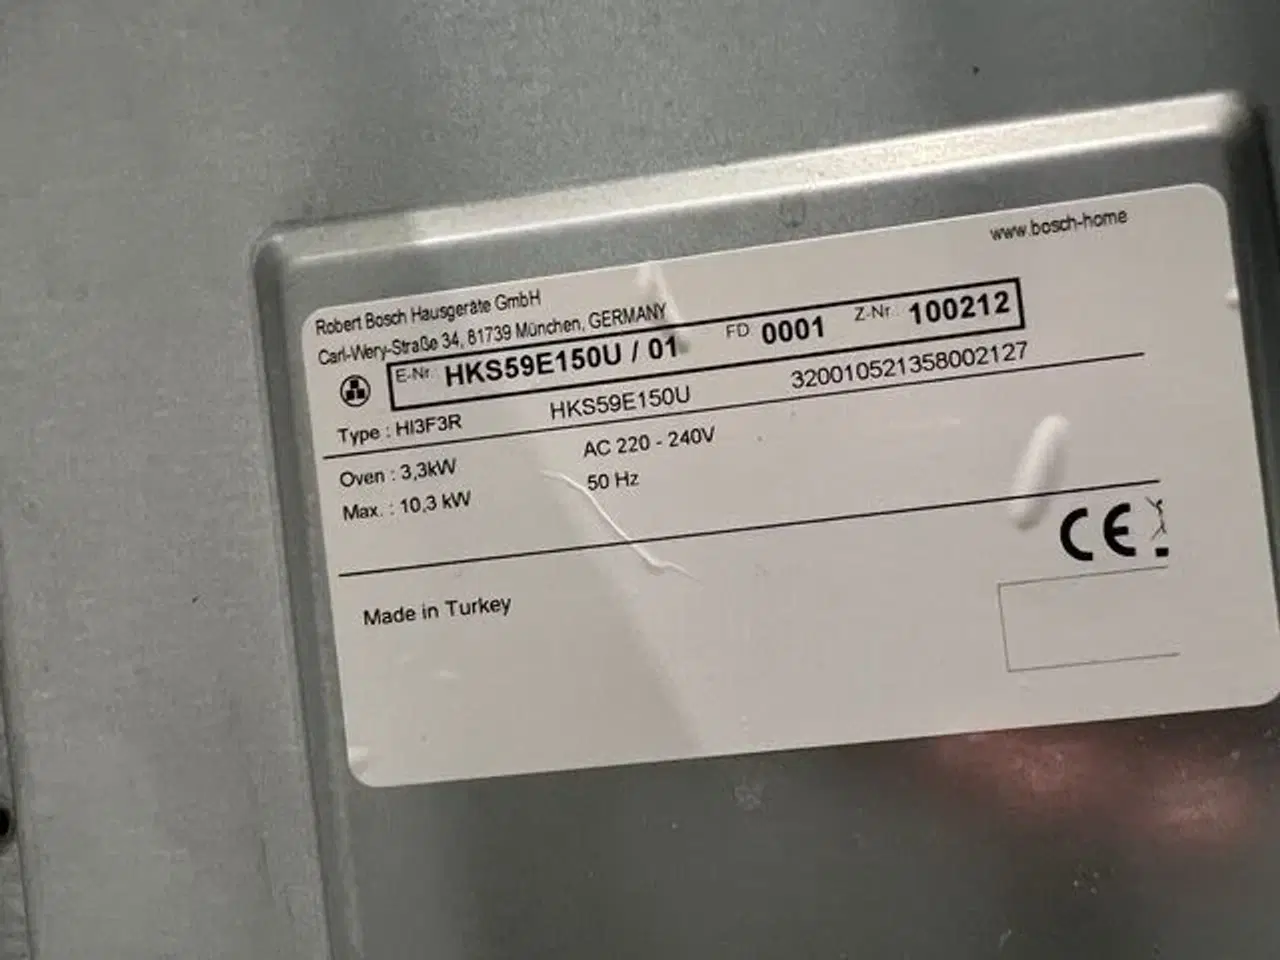 www.bosch-home
Robert Bosch Hausgeräte GmbH
Carl-Wery-Straße 34, 81739 München, GERMANY
E-Nr. HKS59E150U / 01 FD 0001 Z-Nr. 100212
Type : HI3F3R HKS59E150U 320010521358002127
Oven : 3,3kW AC 220 - 240V
Max. : 10,3 kW 50 Hz
CE
Made in Turkey